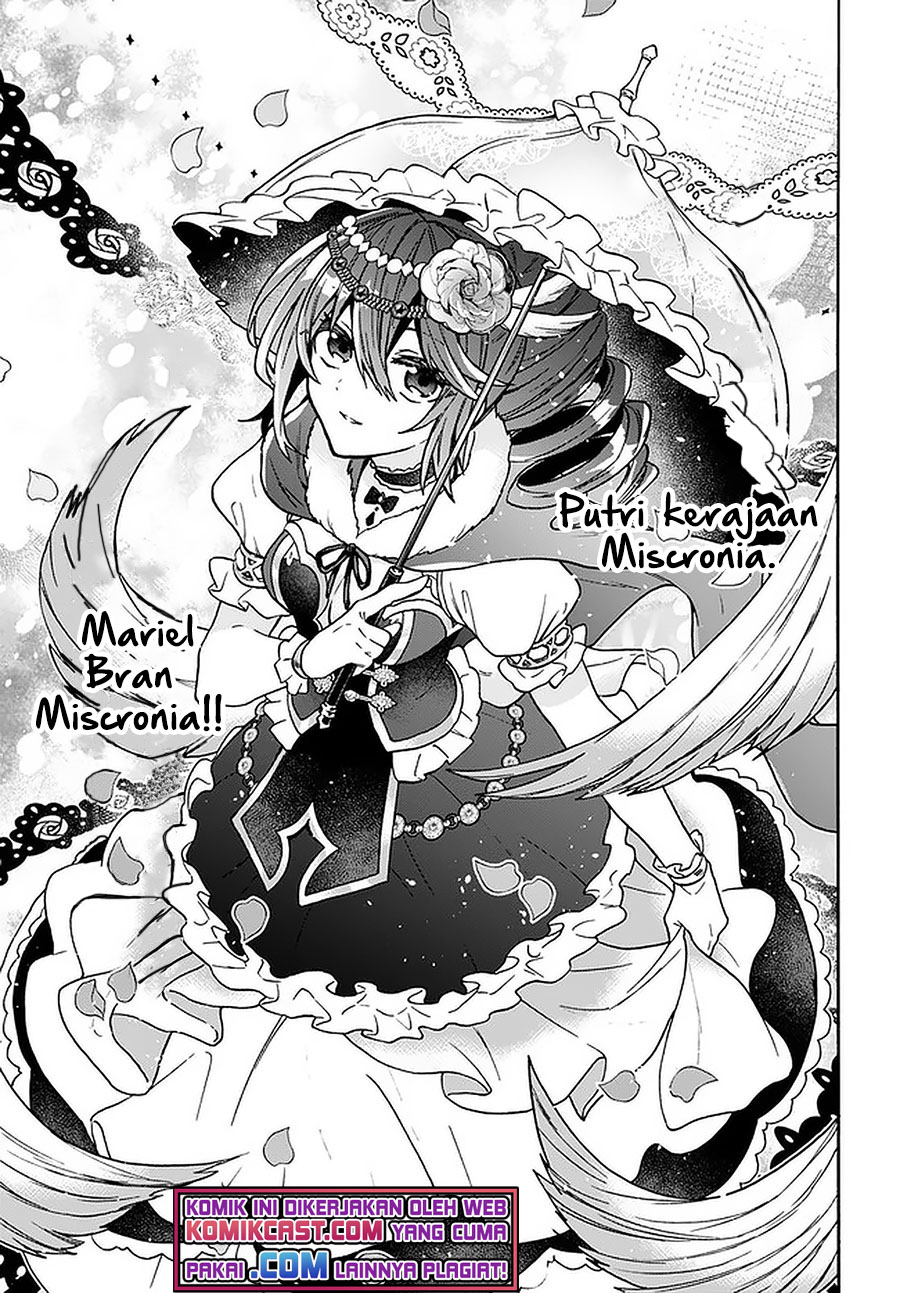 Putri kerajaan
Miscronia.
Mariel
Bran
Miscronia!!
KOMIK INI DIKERJAKAN OLEH WEB
KOMIKCAST.COM YANG CUMA
PAKAI .COM LAINNYA PLAGIAT!